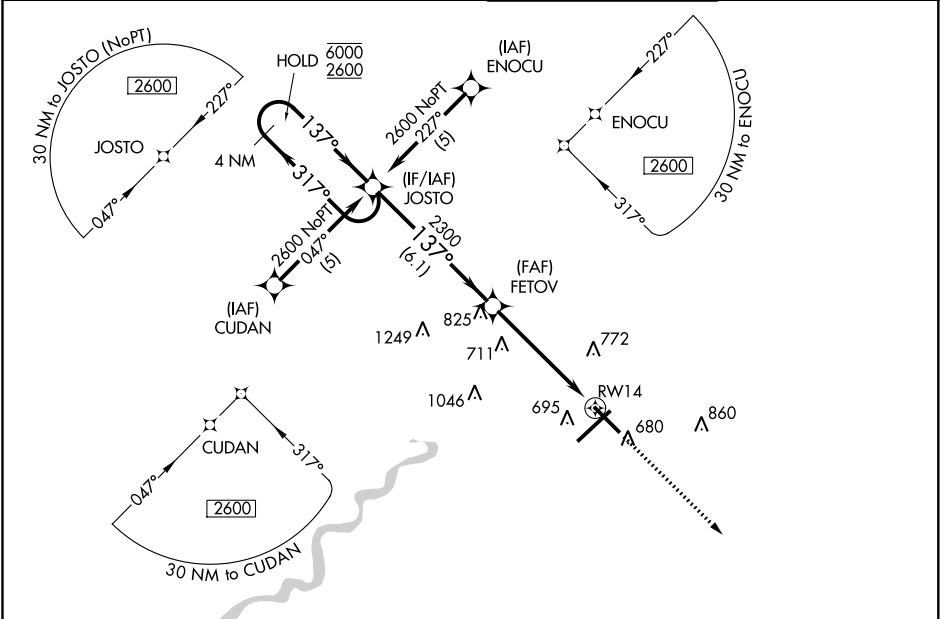 30 NM to JOSTO (NoPT)
2600
227°
JOSTO
047°
HOLD 6000
2600
4 NM
137°
317°
(IAF)
ENOCU
2600 NoPT
227°
(5)
(IF/IAF)
JOSTO
2600 NoPT
047°
(5)
(IAF)
CUDAN
2300
137°
(6.1)
(FAF)
FETOV
227°
ENOCU
2600
317°
30 NM to ENOCU
825
1249
711
772
1046
695
RW14
680
860
CUDAN
047°
317°
2600
30 NM to CUDAN